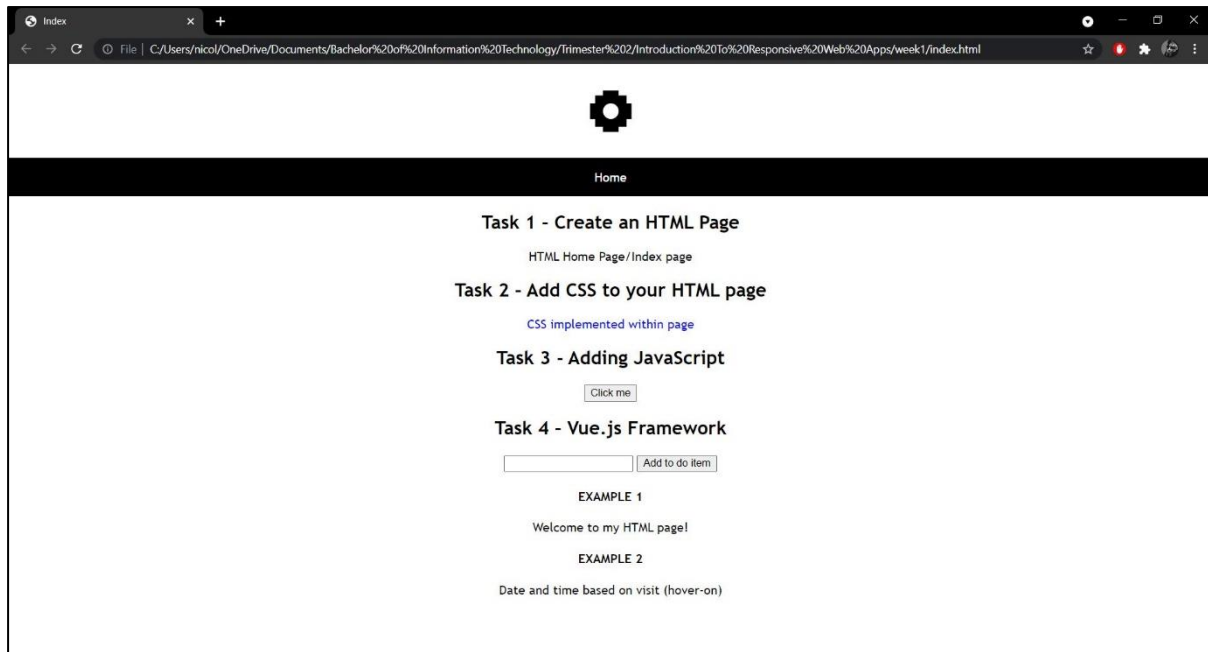 Index
File | C:/Users/nicol/OneDrive/Documents/Bachelor%20of%20Information%20Technology/Trimester%202/Introduction%20To%20Responsive%20Web%20Apps/week1/index.html
Home
Task 1 - Create an HTML Page
HTML Home Page/Index page
Task 2 - Add CSS to your HTML page
CSS implemented within page
Task 3 - Adding JavaScript
Click me
Task 4 - Vue.js Framework
Add to do item
EXAMPLE 1
Welcome to my HTML page!
EXAMPLE 2
Date and time based on visit (hover-on)